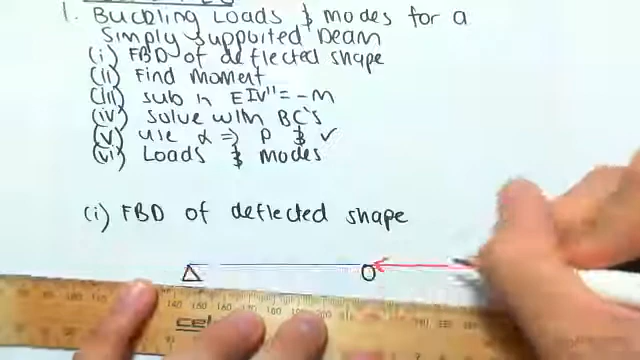 1. Buckling Loads & modes for a
Simply Supported Beam
(i) FBD of deflected shape
(ii) Find Moment
(iii) sub in EIV" = -M
(iv) Solve with BC's
(v) use α => P & V
(vi) Loads & modes
(i) FBD of deflected shape
cel